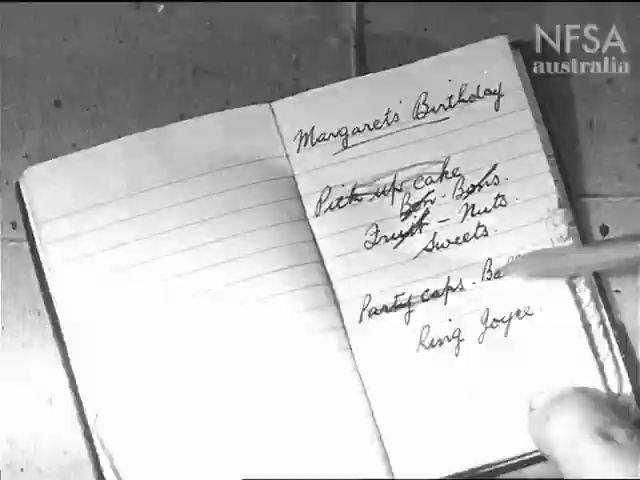 NFSA
australia
Margaret's Birthday
Pick up cake
Bon-Bons.
Fruit - Nuts.
Sweets.
Party caps.
Ring Joyce.